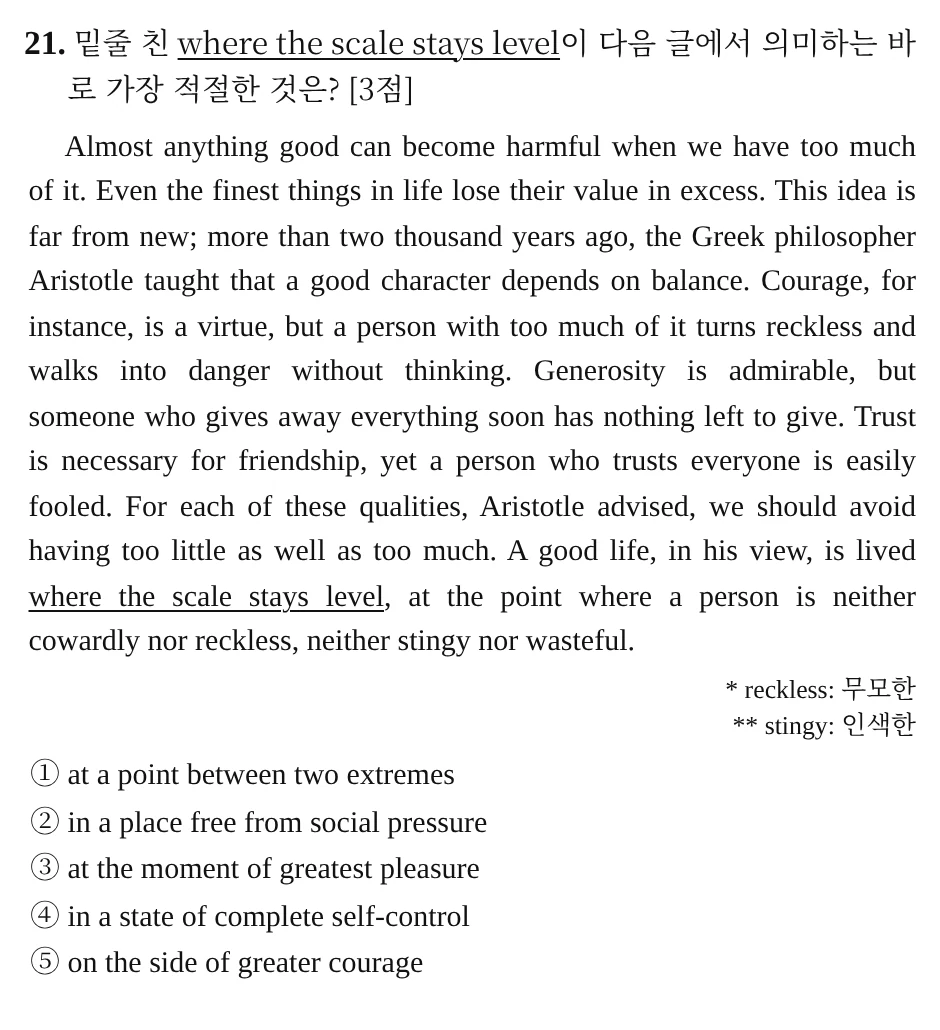 21. 밑줄 친 where the scale stays level이 다음 글에서 의미하는 바
로 가장 적절한 것은? [3점]
Almost anything good can become harmful when we have too much
of it. Even the finest things in life lose their value in excess. This idea is
far from new; more than two thousand years ago, the Greek philosopher
Aristotle taught that a good character depends on balance. Courage, for
instance, is a virtue, but a person with too much of it turns reckless and
walks into danger without thinking. Generosity is admirable, but
someone who gives away everything soon has nothing left to give. Trust
is necessary for friendship, yet a person who trusts everyone is easily
fooled. For each of these qualities, Aristotle advised, we should avoid
having too little as well as too much. A good life, in his view, is lived
where the scale stays level, at the point where a person is neither
cowardly nor reckless, neither stingy nor wasteful.
* reckless: 무모한
** stingy: 인색한
① at a point between two extremes
② in a place free from social pressure
③ at the moment of greatest pleasure
④ in a state of complete self-control
⑤ on the side of greater courage